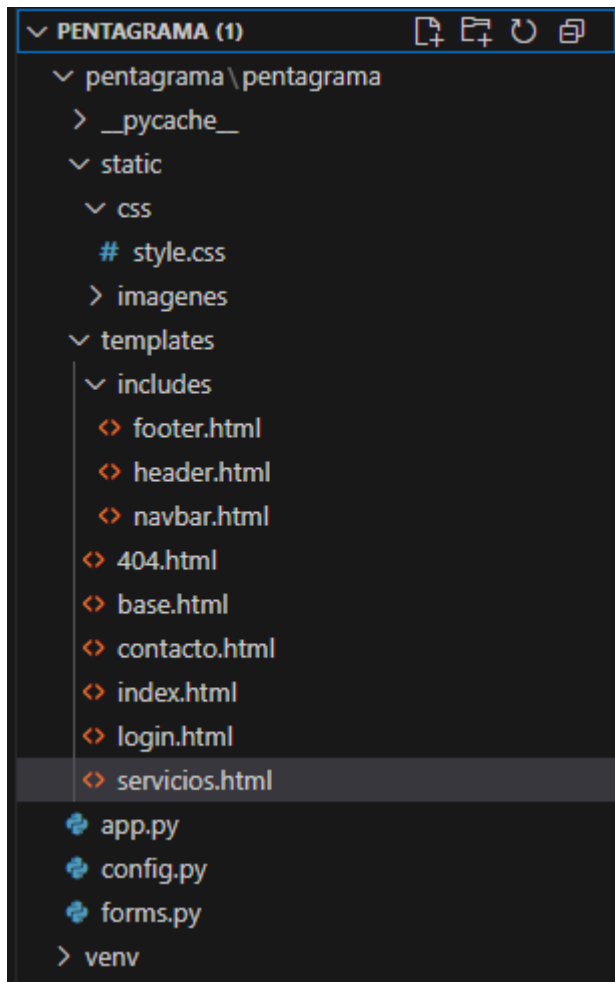 PENTAGRAMA (1)
pentagrama\pentagrama
__pycache__
static
css
# style.css
imagenes
templates
includes
<> footer.html
<> header.html
<> navbar.html
<> 404.html
<> base.html
<> contacto.html
<> index.html
<> login.html
<> servicios.html
app.py
config.py
forms.py
venv